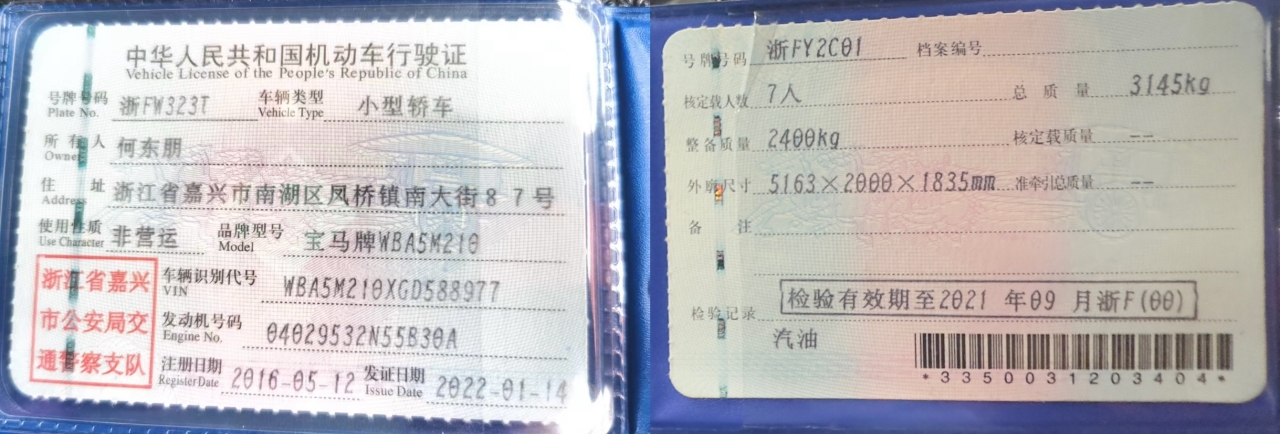 中华人民共和国机动车行驶证
Vehicle License of the People's Republic of China
号牌号码 浙FW323T 车辆类型 小型轿车
Plate No. Vehicle Type
所有人 何东朋
Owner
住址 浙江省嘉兴市南湖区凤桥镇南大街87号
Address
使用性质 非营运 品牌型号 宝马牌WBA5M210
Use Character Model
浙江省嘉兴
市公安局交
通警察支队
车辆识别代号 WBA5M210XGD588977
VIN
发动机号码 04029532N55B30A
Engine No.
注册日期 2016-05-12 发证日期 2022-01-14
Register Date Issue Date
号牌号码 浙FY2C01 档案编号
核定载人数 7人 总质量 3145kg
整备质量 2400kg 核定载质量 --
外廓尺寸 5163×2000×1835mm 准牵引总质量 --
备注
检验记录 检验有效期至2021年09月浙F(00)
汽油
*3350031203404*